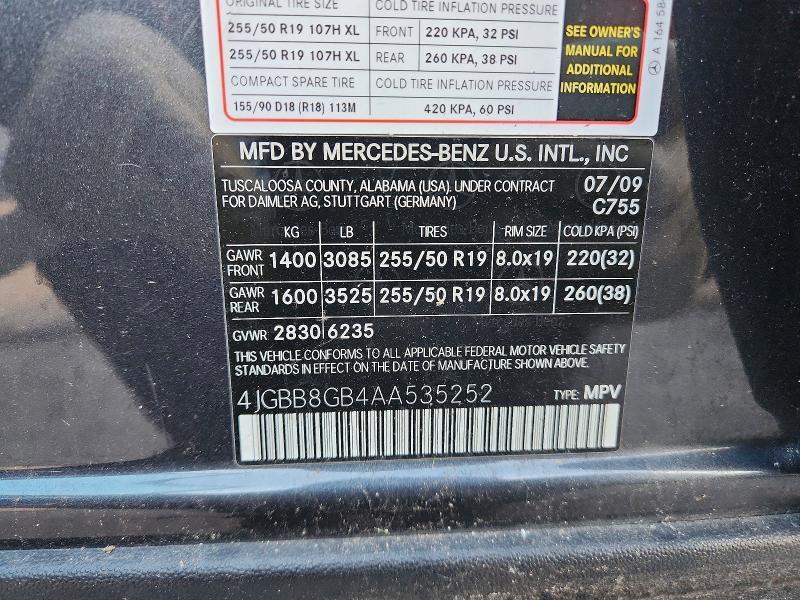 ORIGINAL TIRE SIZE COLD TIRE INFLATION PRESSURE
255/50 R19 107H XL FRONT 220 KPA, 32 PSI
255/50 R19 107H XL REAR 260 KPA, 38 PSI
COMPACT SPARE TIRE COLD TIRE INFLATION PRESSURE
155/90 D18 (R18) 113M 420 KPA, 60 PSI
SEE OWNER'S
MANUAL FOR
ADDITIONAL
INFORMATION
A 164 584
MFD BY MERCEDES-BENZ U.S. INTL., INC
TUSCALOOSA COUNTY, ALABAMA (USA). UNDER CONTRACT 07/09
FOR DAIMLER AG, STUTTGART (GERMANY) C755
KG LB TIRES RIM SIZE COLD KPA (PSI)
GAWR FRONT 1400 3085 255/50 R19 8.0x19 220(32)
GAWR REAR 1600 3525 255/50 R19 8.0x19 260(38)
GVWR 2830 6235
THIS VEHICLE CONFORMS TO ALL APPLICABLE FEDERAL MOTOR VEHICLE SAFETY
STANDARDS IN EFFECT ON THE DATE OF MANUFACTURE SHOWN ABOVE.
4JGBB8GB4AA535252 TYPE: MPV